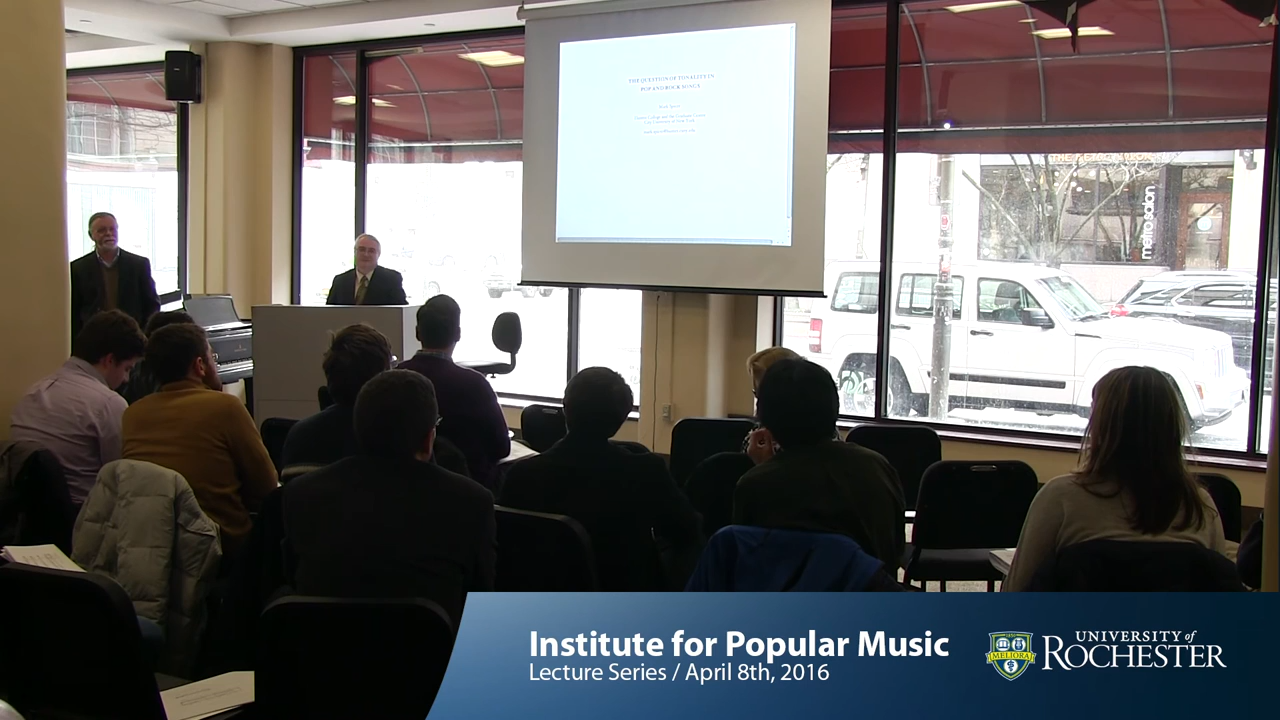 THE QUESTION OF TONALITY IN
POP AND ROCK SONGS
metro salon
Institute for Popular Music
Lecture Series / April 8th, 2016
MELIORA
UNIVERSITY of
ROCHESTER